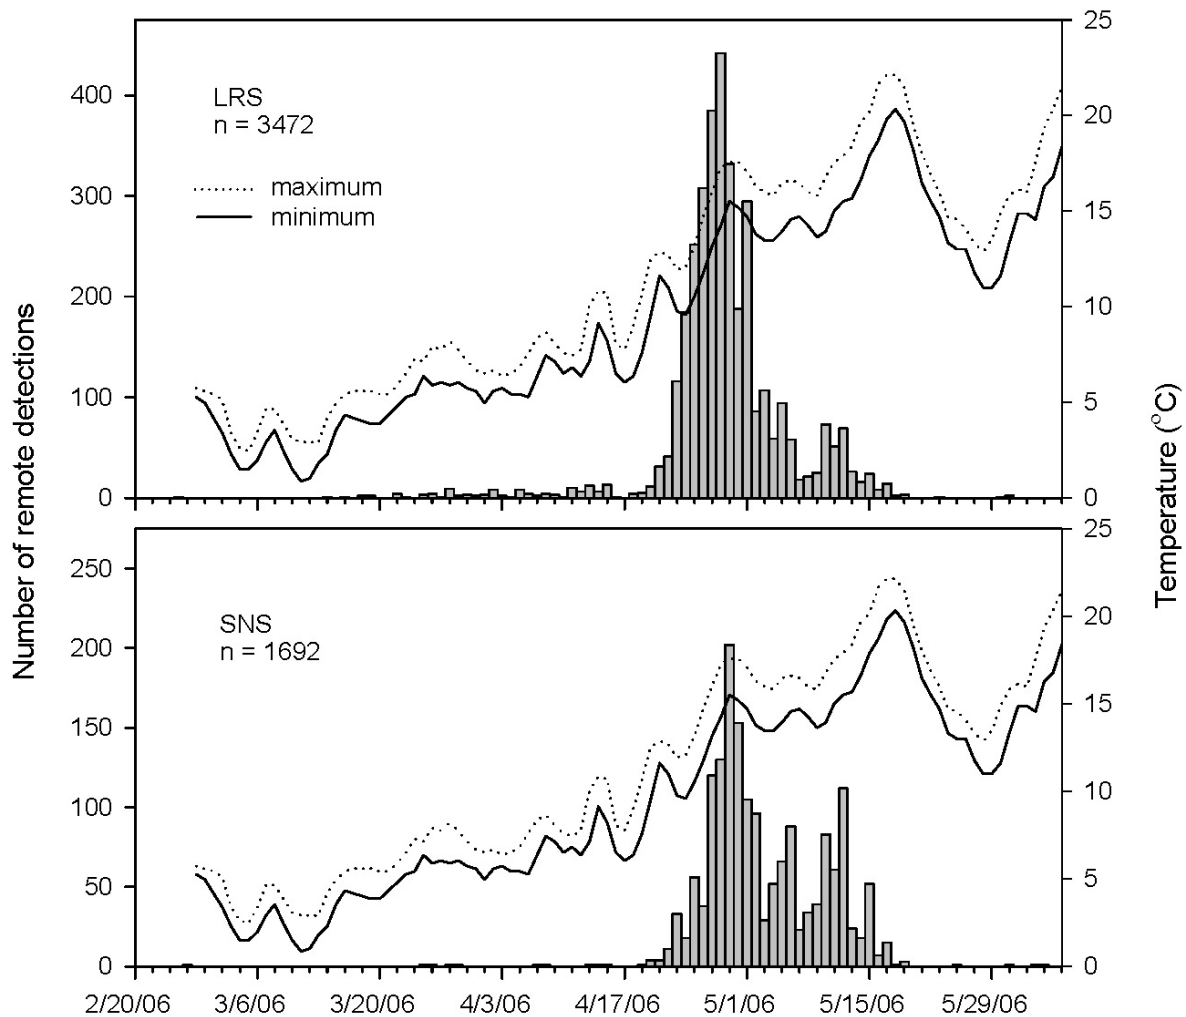 LRS
n = 3472
maximum
minimum
400
300
200
100
0
25
20
15
10
5
0
SNS
n = 1692
250
200
150
100
50
0
25
20
15
10
5
0
2/20/06 3/6/06 3/20/06 4/3/06 4/17/06 5/1/06 5/15/06 5/29/06
Number of remote detections
Temperature (°C)